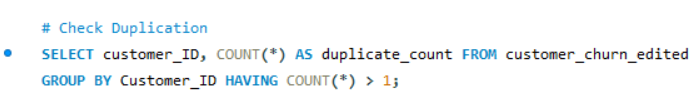 # Check Duplication
SELECT customer_ID, COUNT(*) AS duplicate_count FROM customer_churn_edited
GROUP BY Customer_ID HAVING COUNT(*) > 1;